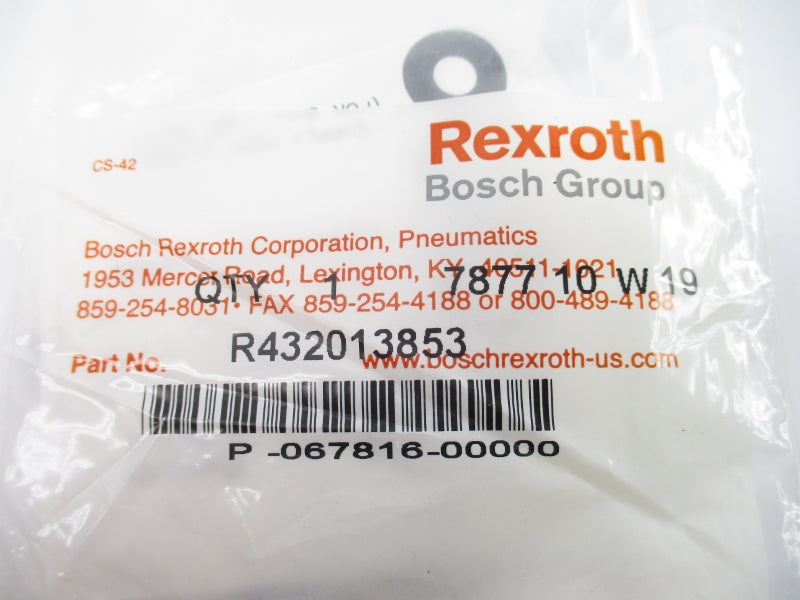 CS-42
Rexroth
Bosch Group
Bosch Rexroth Corporation, Pneumatics
1953 Mercer Road, Lexington, KY 40511-1021
QTY 1 7877 10 W 19
859-254-8031• FAX 859-254-4188 or 800-489-4188
R432013853
Part No. www.boschrexroth-us.com
P -067816-00000